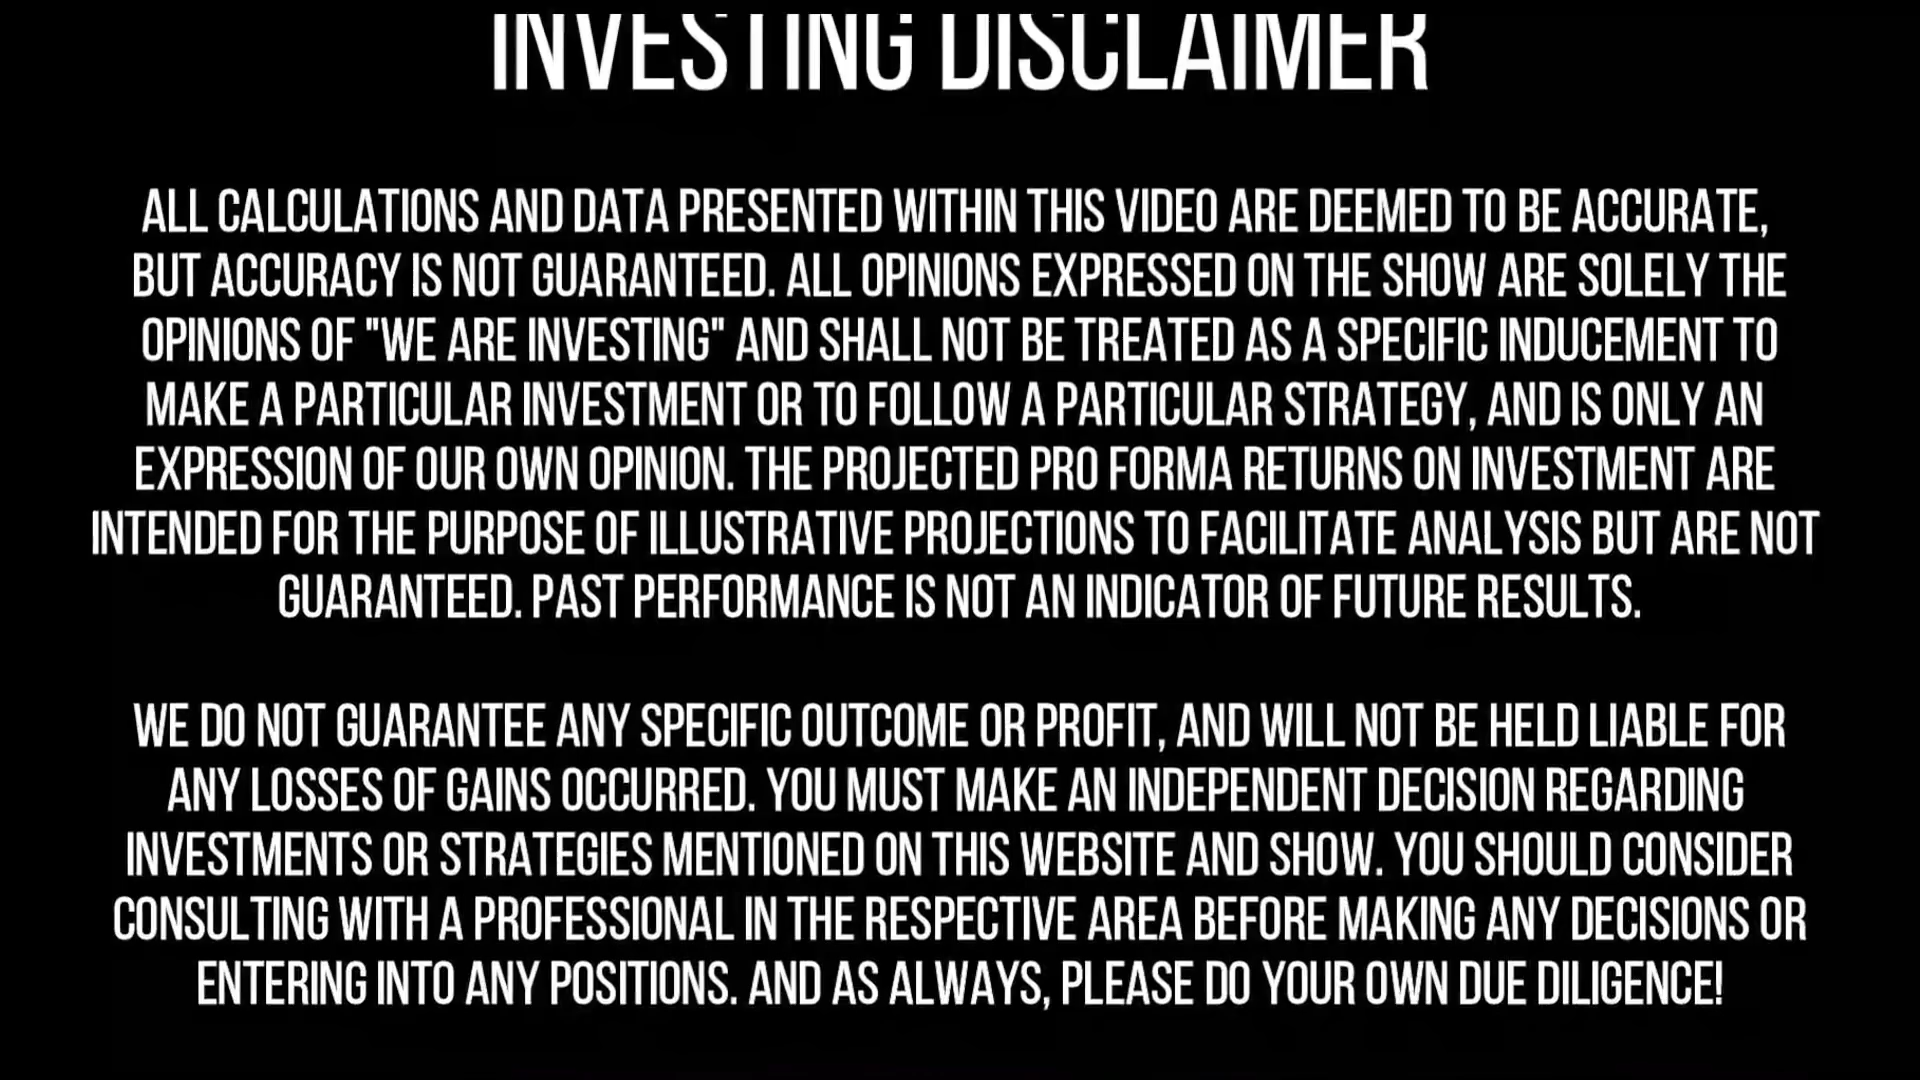 INVESTING DISCLAIMER
ALL CALCULATIONS AND DATA PRESENTED WITHIN THIS VIDEO ARE DEEMED TO BE ACCURATE,
BUT ACCURACY IS NOT GUARANTEED. ALL OPINIONS EXPRESSED ON THE SHOW ARE SOLELY THE
OPINIONS OF "WE ARE INVESTING" AND SHALL NOT BE TREATED AS A SPECIFIC INDUCEMENT TO
MAKE A PARTICULAR INVESTMENT OR TO FOLLOW A PARTICULAR STRATEGY, AND IS ONLY AN
EXPRESSION OF OUR OWN OPINION. THE PROJECTED PRO FORMA RETURNS ON INVESTMENT ARE
INTENDED FOR THE PURPOSE OF ILLUSTRATIVE PROJECTIONS TO FACILITATE ANALYSIS BUT ARE NOT
GUARANTEED. PAST PERFORMANCE IS NOT AN INDICATOR OF FUTURE RESULTS.
WE DO NOT GUARANTEE ANY SPECIFIC OUTCOME OR PROFIT, AND WILL NOT BE HELD LIABLE FOR
ANY LOSSES OF GAINS OCCURRED. YOU MUST MAKE AN INDEPENDENT DECISION REGARDING
INVESTMENTS OR STRATEGIES MENTIONED ON THIS WEBSITE AND SHOW. YOU SHOULD CONSIDER
CONSULTING WITH A PROFESSIONAL IN THE RESPECTIVE AREA BEFORE MAKING ANY DECISIONS OR
ENTERING INTO ANY POSITIONS. AND AS ALWAYS, PLEASE DO YOUR OWN DUE DILIGENCE!